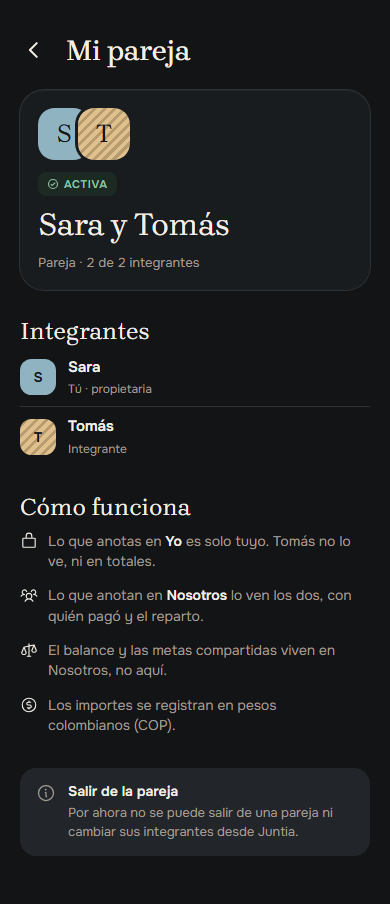 Mi pareja
S T
ACTIVA
Sara y Tomás
Pareja · 2 de 2 integrantes
Integrantes
S
Sara
Tú · propietaria
T
Tomás
Integrante
Cómo funciona
Lo que anotas en Yo es solo tuyo. Tomás no lo
ve, ni en totales.
Lo que anotan en Nosotros lo ven los dos, con
quién pagó y el reparto.
El balance y las metas compartidas viven en
Nosotros, no aquí.
Los importes se registran en pesos
colombianos (COP).
Salir de la pareja
Por ahora no se puede salir de una pareja ni
cambiar sus integrantes desde Juntia.